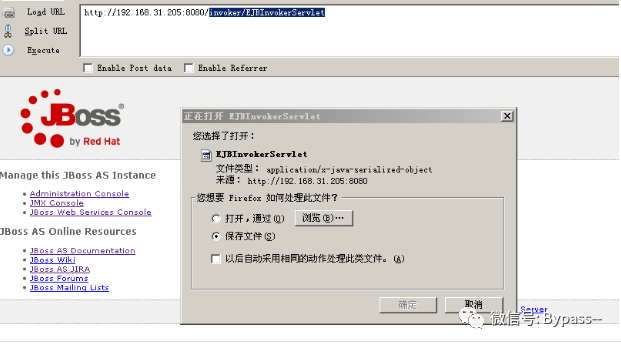 Load URL
http://192.168.31.205:8080/invoker/EJBInvokerServlet
Split URL
Execute
Enable Post data
Enable Referrer
JBoss
by Red Hat
正在打开 EJBInvokerServlet
您选择了打开：
EJBInvokerServlet
文件类型： application/x-java-serialized-object
来源： http://192.168.31.205:8080
您想要 Firefox 如何处理此文件？
打开，通过(O)
浏览(B)…
保存文件(S)
以后自动采用相同的动作处理此类文件。(A)
确定
取消
Manage this JBoss AS Instance
Administration Console
JMX Console
JBoss Web Services Console
JBoss AS Online Resources
JBoss AS Documentation
JBoss Wiki
JBoss AS JIRA
JBoss Forums
JBoss Mailing Lists
Server
微信号: Bypass--